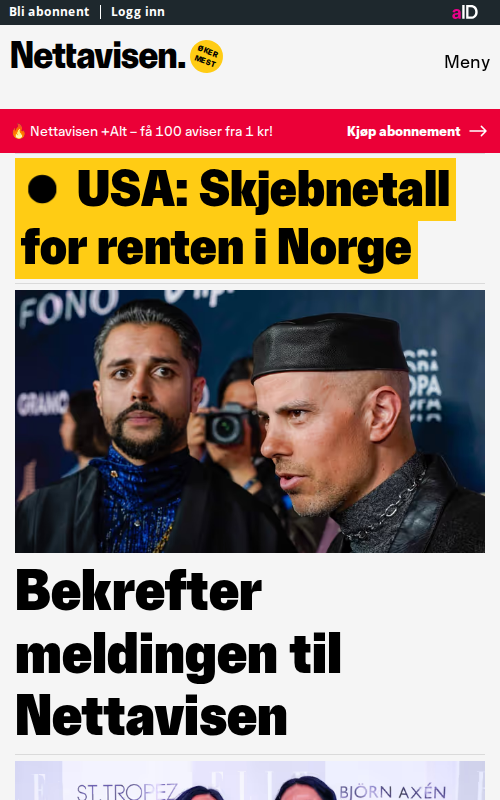 Bli abonnent | Logg inn
aID
Nettavisen.
ØKER
MEST
Meny
🔥 Nettavisen +Alt – få 100 aviser fra 1 kr!
Kjøp abonnement →
● USA: Skjebnetall
for renten i Norge
FONO
GRAMO
OPA
Bekrefter
meldingen til
Nettavisen
ST.TROPEZ
BJÖRN AXÉN